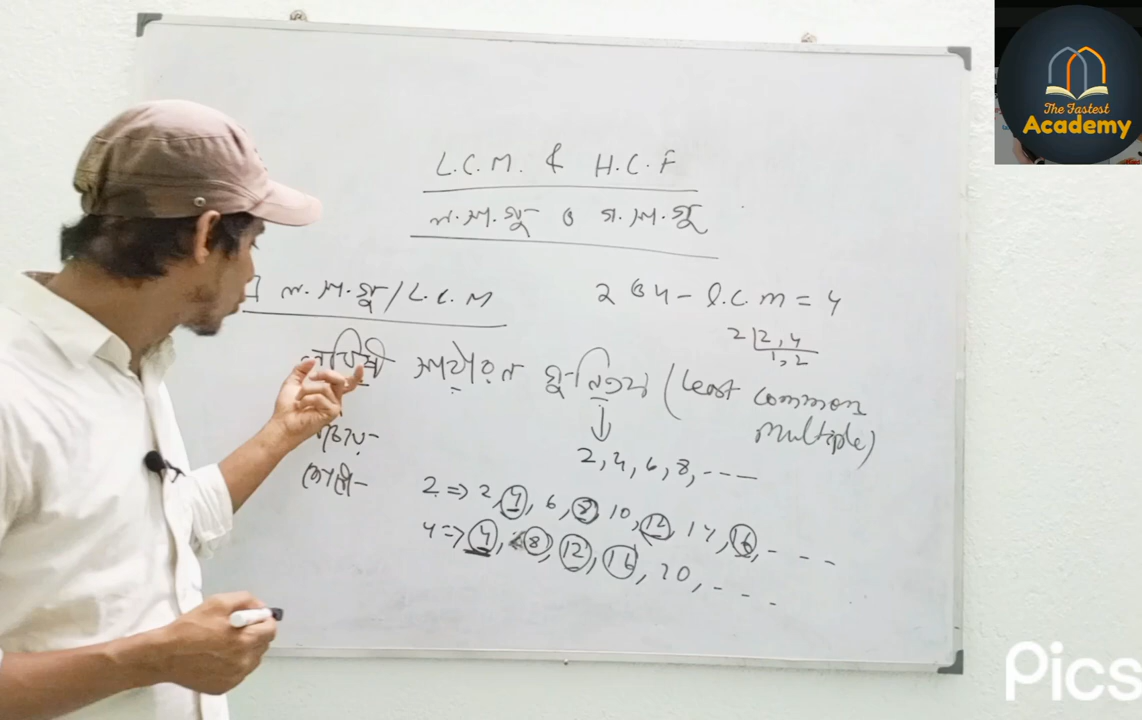 L.C.M. & H.C.F
ল.সা.গু ও গ.সা.গু
ল.সা.গু/L.C.M
2 ও 4 - L.C.m = 4
2 2, 4
1, 2
লঘিষ্ঠ সাধারণ গুণিতক (Least common
multiple)
2, 4, 6, 8, ---
2 => 2, 4, 6, 8, 10, 12, 14, 16, - - -
4 => 4, 8, 12, 16, 20, - - -
The Fastest
Academy
Pics